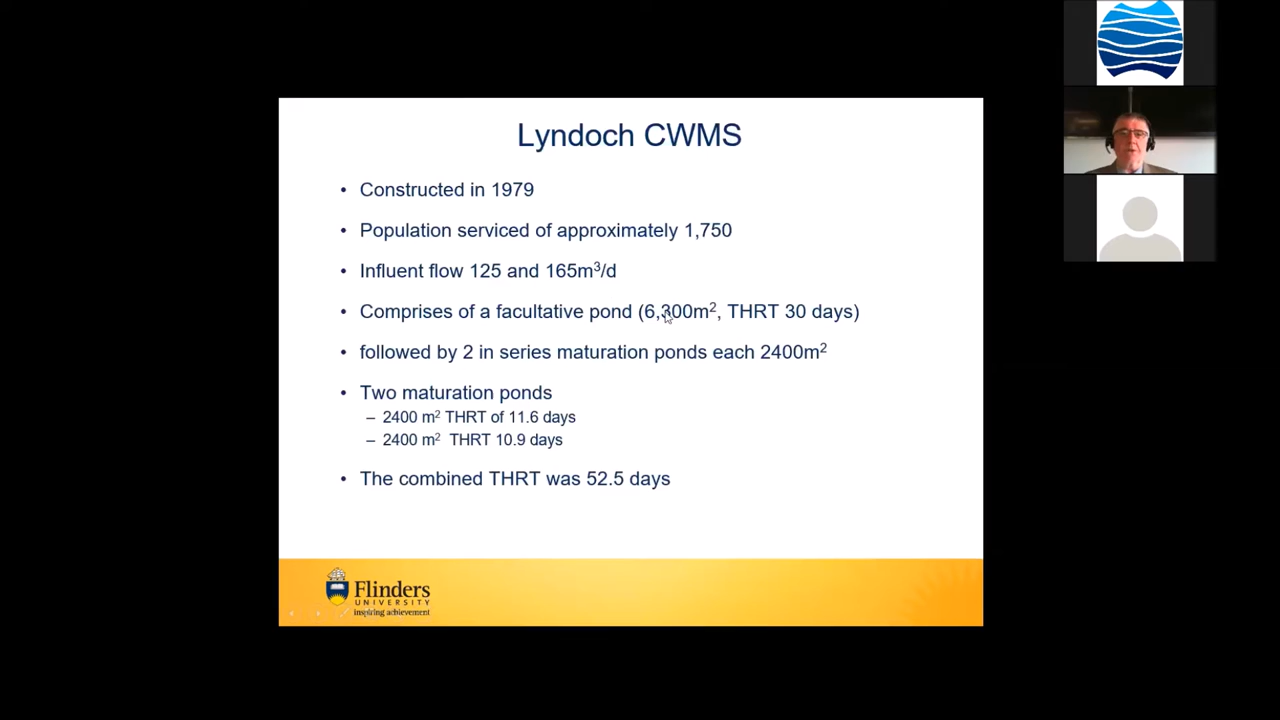 Lyndoch CWMS
• Constructed in 1979
• Population serviced of approximately 1,750
• Influent flow 125 and 165m³/d
• Comprises of a facultative pond (6,300m², THRT 30 days)
• followed by 2 in series maturation ponds each 2400m²
• Two maturation ponds
– 2400 m² THRT of 11.6 days
– 2400 m² THRT 10.9 days
• The combined THRT was 52.5 days
Flinders
UNIVERSITY
inspiring achievement